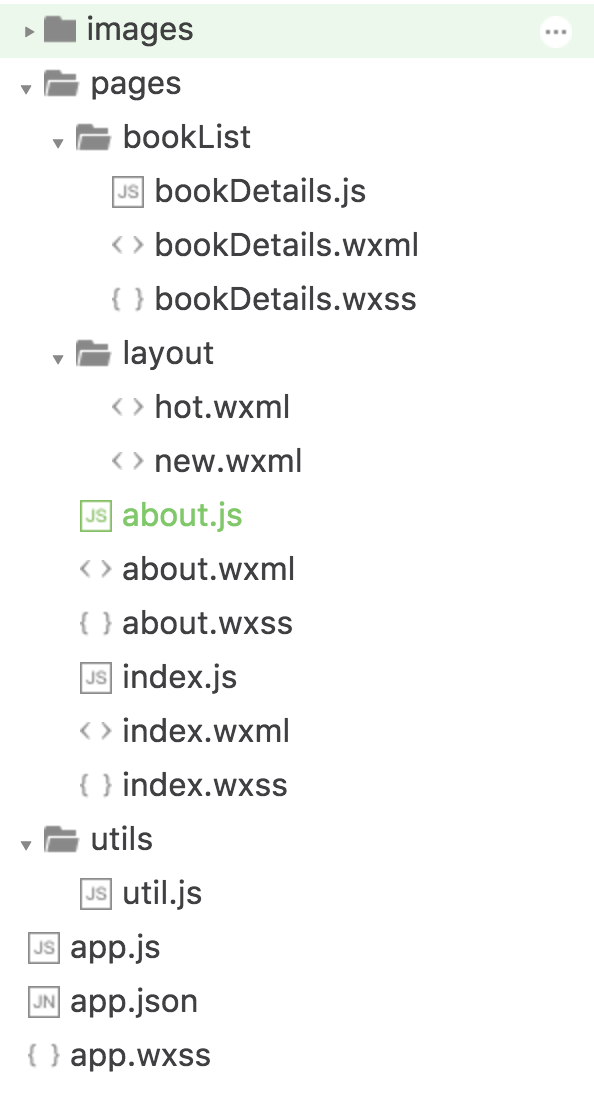 images
pages
bookList
JS bookDetails.js
< > bookDetails.wxml
{ } bookDetails.wxss
layout
< > hot.wxml
< > new.wxml
JS about.js
< > about.wxml
{ } about.wxss
JS index.js
< > index.wxml
{ } index.wxss
utils
JS util.js
JS app.js
JN app.json
{ } app.wxss